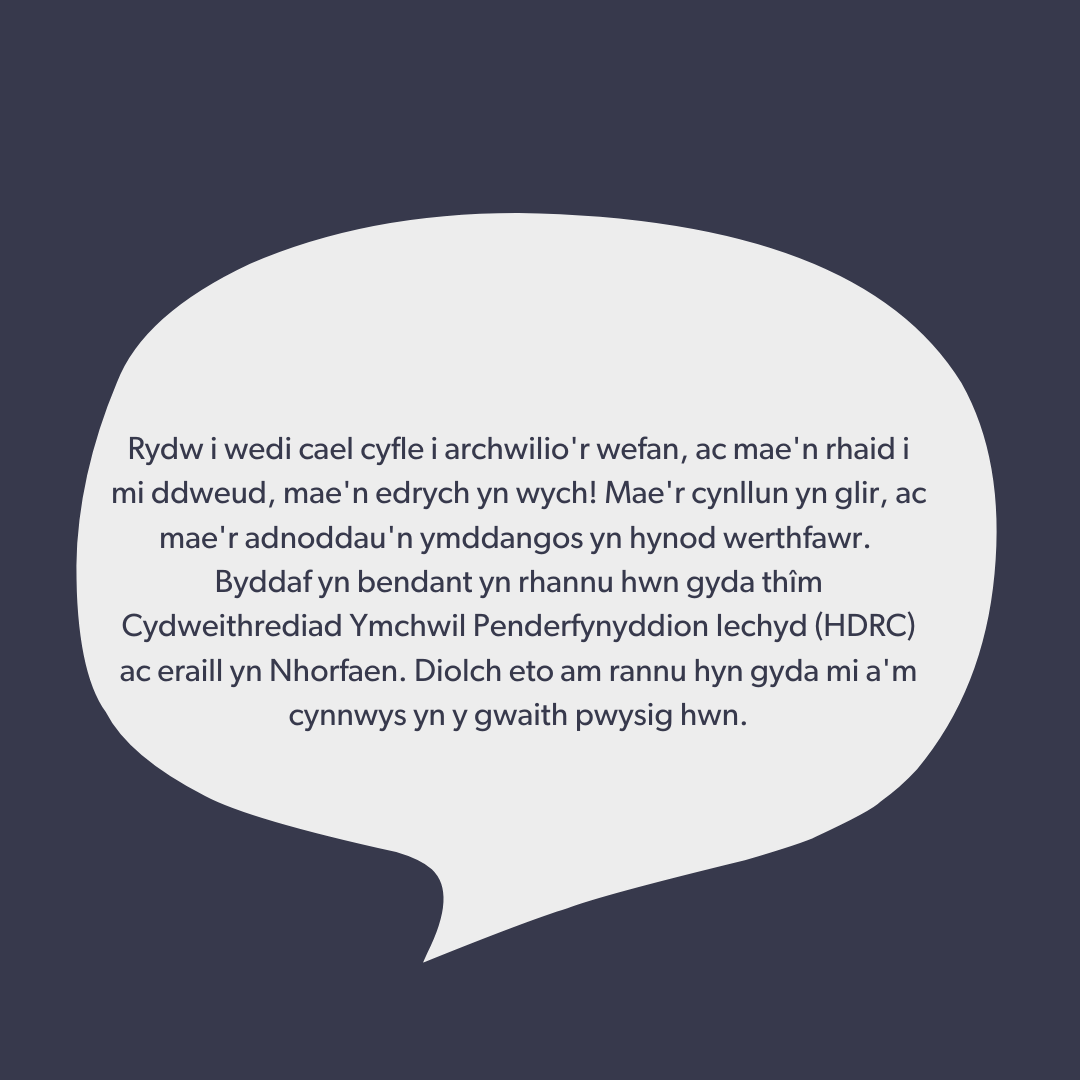 Rydw i wedi cael cyfle i archwilio'r wefan, ac mae'n rhaid i
mi ddweud, mae'n edrych yn wych! Mae'r cynllun yn glir, ac
mae'r adnoddau'n ymddangos yn hynod werthfawr.
Byddaf yn bendant yn rhannu hwn gyda thîm
Cydweithrediad Ymchwil Penderfynyddion Iechyd (HDRC)
ac eraill yn Nhorfaen. Diolch eto am rannu hyn gyda mi a'm
cynnwys yn y gwaith pwysig hwn.